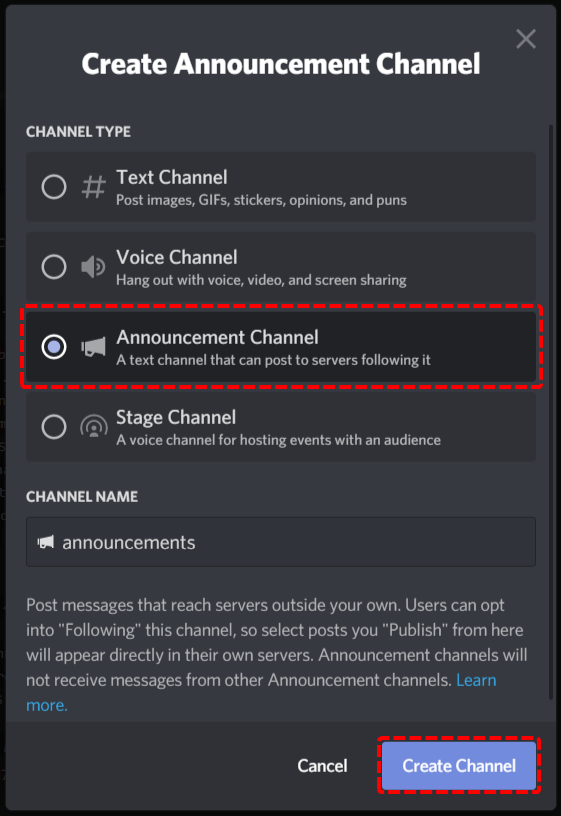 Create Announcement Channel
CHANNEL TYPE
Text Channel
Post images, GIFs, stickers, opinions, and puns
Voice Channel
Hang out with voice, video, and screen sharing
Announcement Channel
A text channel that can post to servers following it
Stage Channel
A voice channel for hosting events with an audience
CHANNEL NAME
announcements
Post messages that reach servers outside your own. Users can opt
into "Following" this channel, so select posts you "Publish" from here
will appear directly in their own servers. Announcement channels will
not receive messages from other Announcement channels. Learn
more.
Cancel
Create Channel